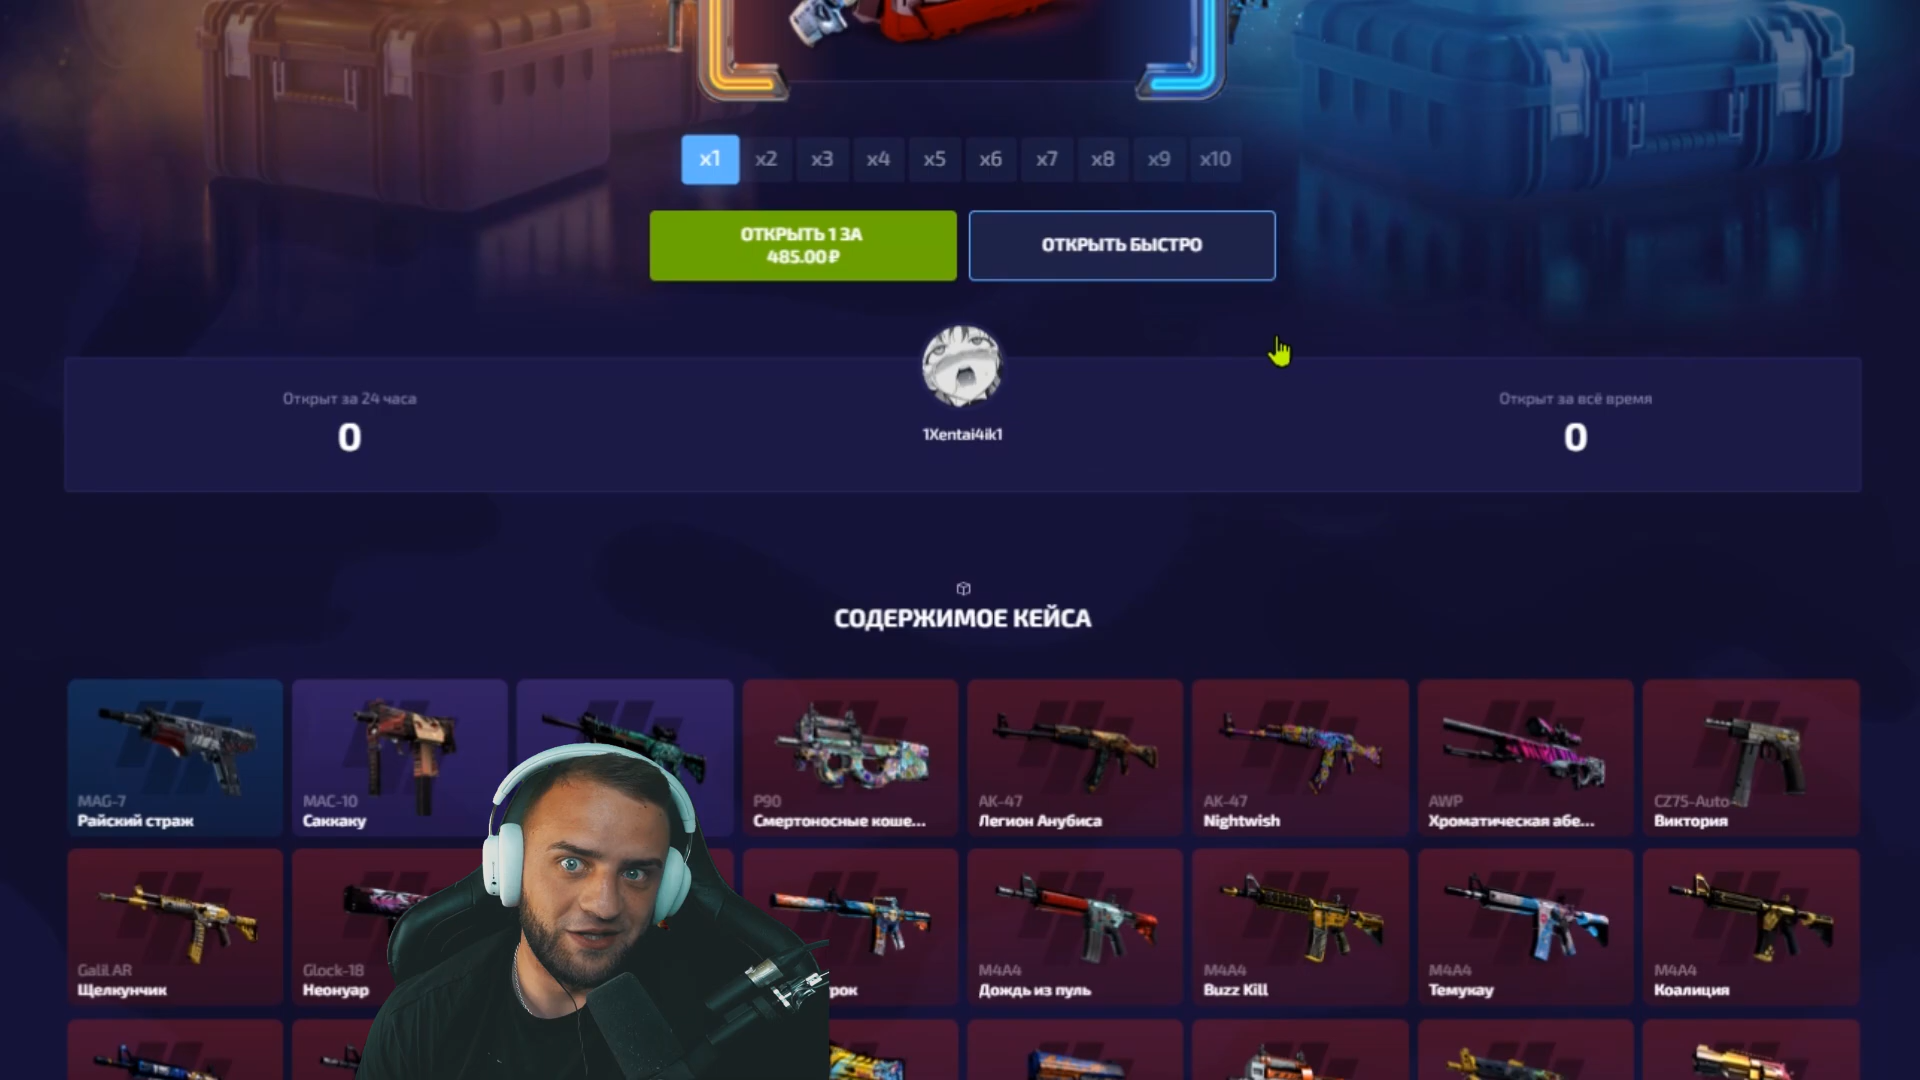 x1 x2 x3 x4 x5 x6 x7 x8 x9 x10
ОТКРЫТЬ 1 ЗА
485.00 ₽
ОТКРЫТЬ БЫСТРО
Открыт за 24 часа
0
1Xentai4ik1
Открыт за всё время
0
СОДЕРЖИМОЕ КЕЙСА
MAG-7
Райский страж
MAC-10
Саккаку
P90
Смертоносные коше...
AK-47
Легион Анубиса
AK-47
Nightwish
AWP
Хроматическая абе...
CZ75-Auto
Виктория
Galil AR
Щелкунчик
Glock-18
Неонуар
M4A4
Дождь из пуль
M4A4
Buzz Kill
M4A4
Темукау
M4A4
Коалиция